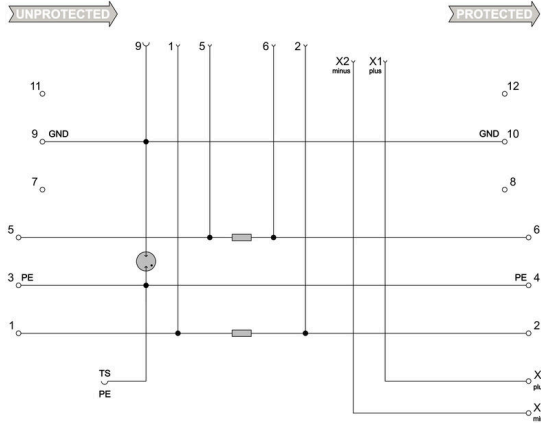 UNPROTECTED PROTECTED
9 1 5 6 2
X2 X1
minus plus
11 12
9 GND GND 10
7 8
5 6
3 PE PE 4
1 2
TS
PE
X
plu
X
mi